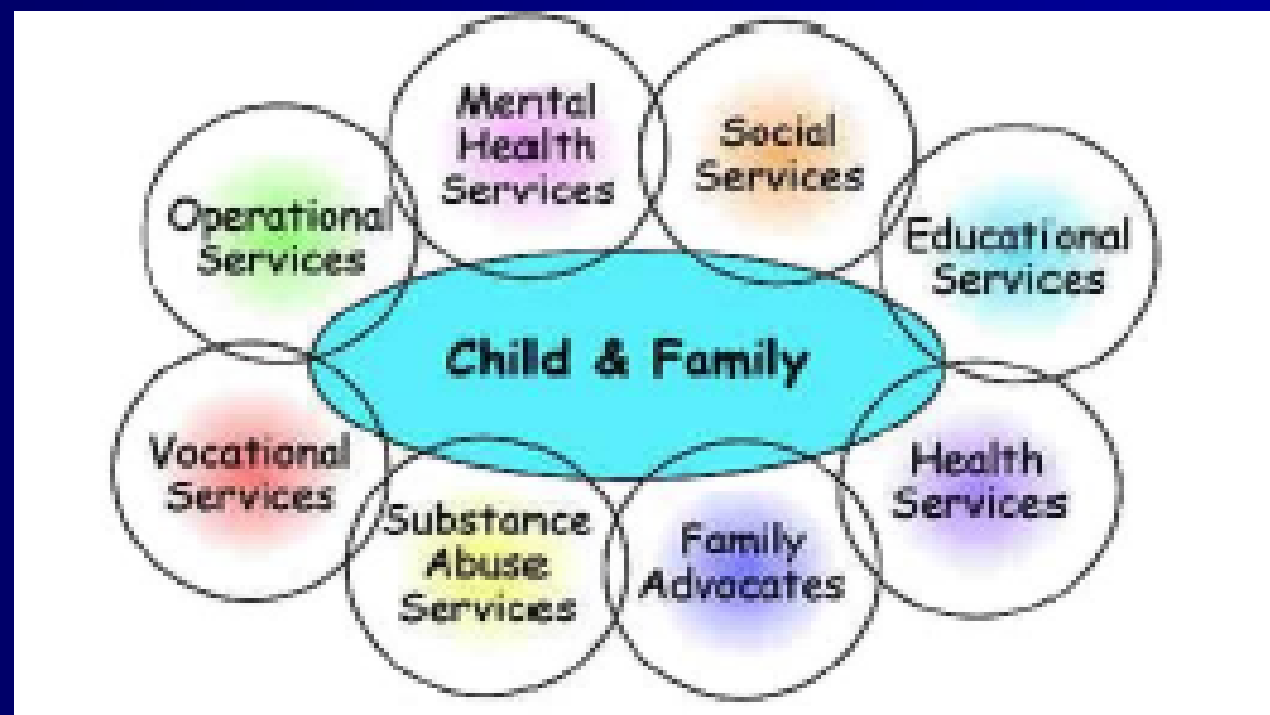 Mental
Health
Services
Social
Services
Operational
Services
Educational
Services
Child & Family
Vocational
Services
Health
Services
Substance
Abuse
Services
Family
Advocates